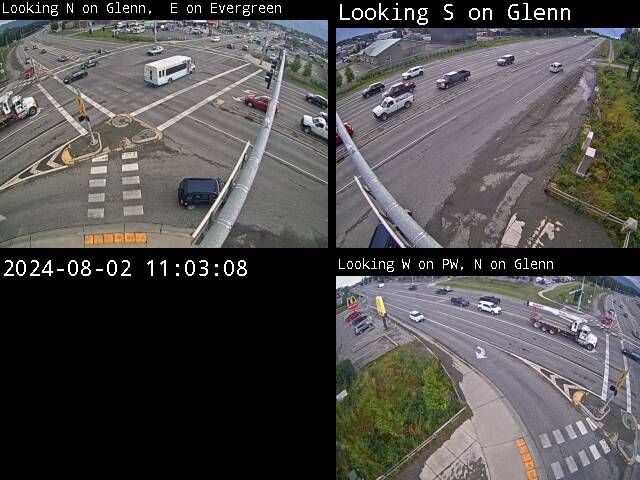 Looking N on Glenn,  E on Evergreen
Looking S on Glenn
2024-08-02 11:03:08
Looking W on PW, N on Glenn